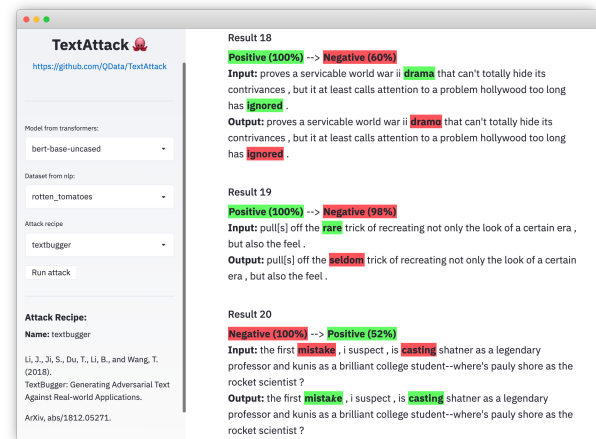 TextAttack 🐙
https://github.com/QData/TextAttack
Model from transformers:
bert-base-uncased
Dataset from nlp:
rotten_tomatoes
Attack recipe
textbugger
Run attack
Attack Recipe:
Name: textbugger
Li, J., Ji, S., Du, T., Li, B., and Wang, T.
(2018).
TextBugger: Generating Adversarial Text
Against Real-world Applications.
ArXiv, abs/1812.05271.
Result 18
Positive (100%) --> Negative (60%)
Input: proves a servicable world war ii drama that can't totally hide its
contrivances , but it at least calls attention to a problem hollywood too long
has ignored .
Output: proves a servicable world war ii dramɑ that can't totally hide its
contrivances , but it at least calls attention to a problem hollywood too long
has ignored .
Result 19
Positive (100%) --> Negative (98%)
Input: pull[s] off the rare trick of recreating not only the look of a certain era ,
but also the feel .
Output: pull[s] off the seldom trick of recreating not only the look of a certain
era , but also the feel .
Result 20
Negative (100%) --> Positive (52%)
Input: the first mistake , i suspect , is casting shatner as a legendary
professor and kunis as a brilliant college student--where's pauly shore as the
rocket scientist ?
Output: the first mistake , i suspect , is casting shatner as a legendary
professor and kunis as a brilliant college student--where's pauly shore as the
rocket scientist ?